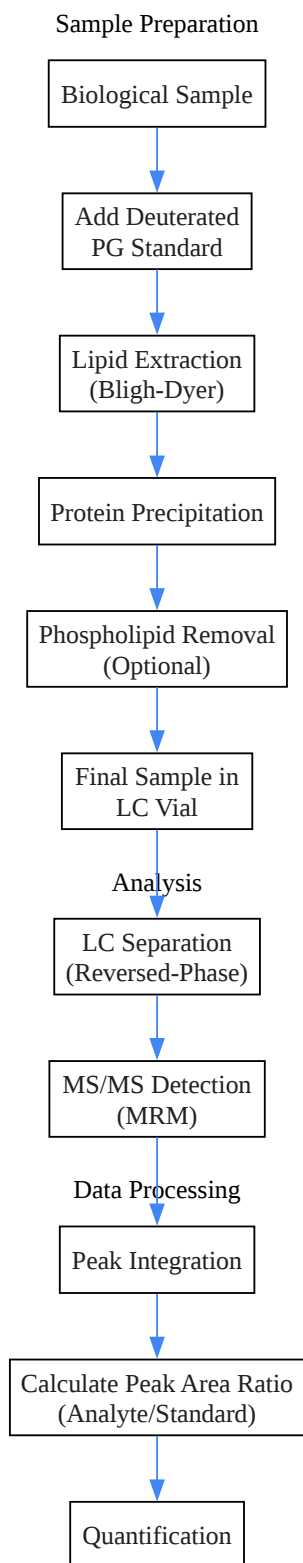 Sample Preparation
Biological Sample
Add Deuterated
PG Standard
Lipid Extraction
(Bligh-Dyer)
Protein Precipitation
Phospholipid Removal
(Optional)
Final Sample in
LC Vial
Analysis
LC Separation
(Reversed-Phase)
MS/MS Detection
(MRM)
Data Processing
Peak Integration
Calculate Peak Area Ratio
(Analyte/Standard)
Quantification